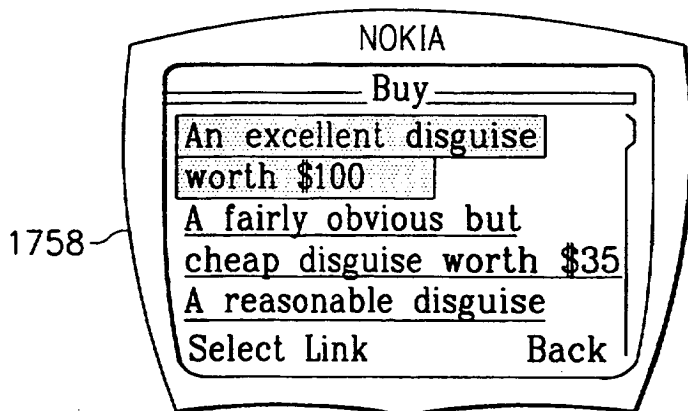 NOKIA
Buy
An excellent disguise
worth $100
A fairly obvious but
cheap disguise worth $35
A reasonable disguise
Select Link Back
1758